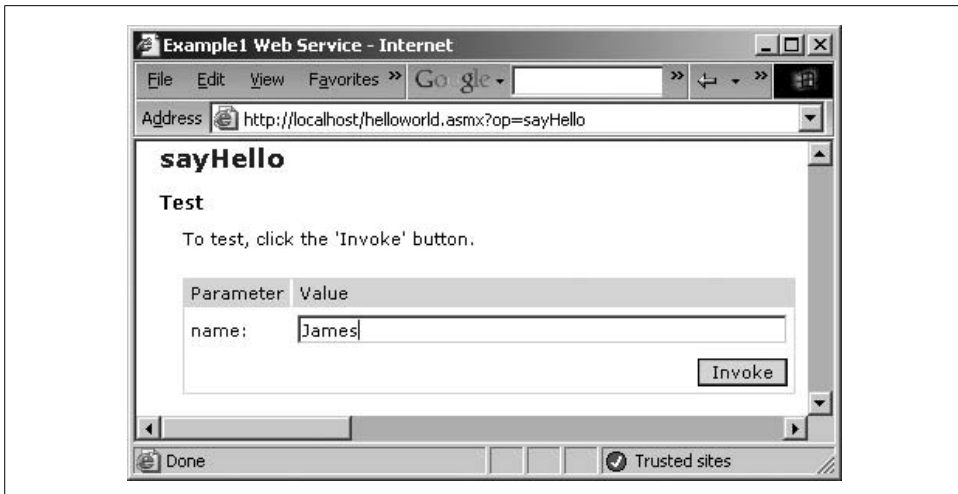 Example1 Web Service - Internet
File Edit View Favorites » Google » »
Address http://localhost/helloworld.asmx?op=sayHello
sayHello
Test
To test, click the 'Invoke' button.
Parameter Value
name: James
Invoke
Done Trusted sites